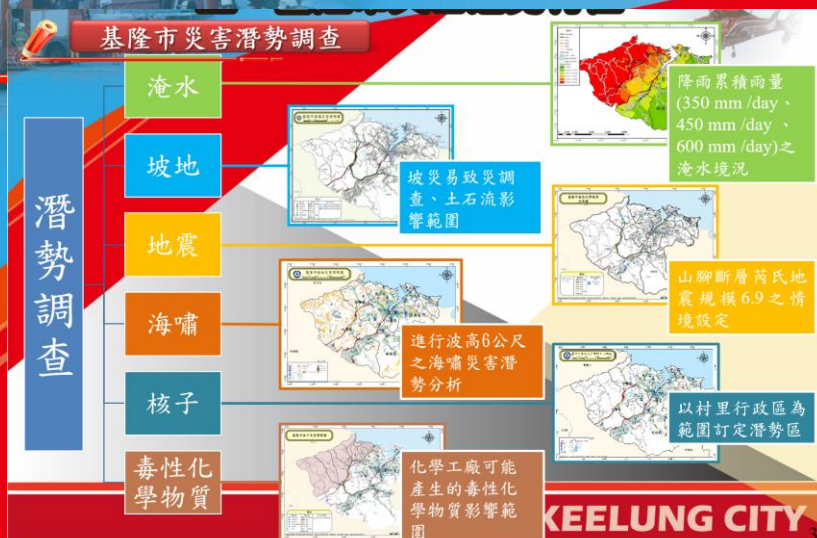 基隆市災害潛勢調查
潛勢調查
淹水
降雨累積雨量
(350 mm /day、
450 mm /day 、
600 mm /day)之
淹水境況
坡地
坡災易致災調
查、土石流影
響範圍
地震
山腳斷層芮氏地
震規模6.9之情
境設定
海嘯
進行波高6公尺
之海嘯災害潛
勢分析
核子
以村里行政區為
範圍訂定潛勢區
毒性化
學物質
化學工廠可能
產生的毒性化
學物質影響範
圍
KEELUNG CITY
3